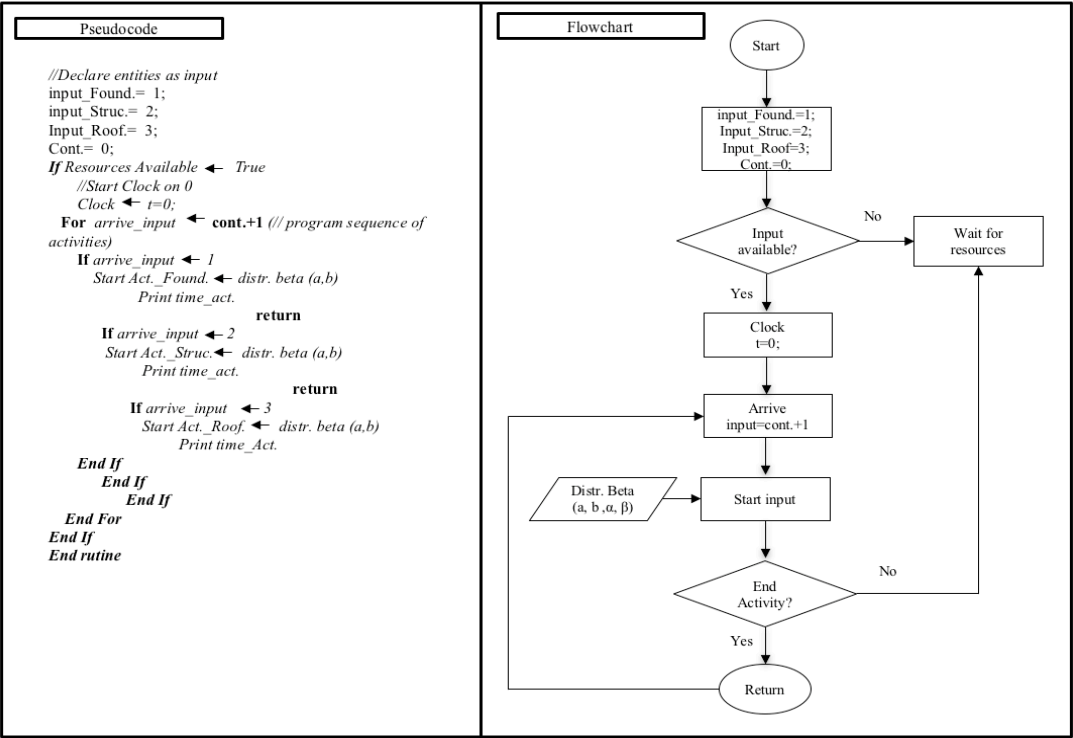 Pseudocode
//Declare entities as input
input_Found.= 1;
input_Struc.= 2;
Input_Roof.= 3;
Cont.= 0;
If Resources Available ← True
//Start Clock on 0
Clock ← t=0;
For arrive_input ← cont.+1 (// program sequence of
activities)
If arrive_input ← 1
Start Act._Found. ← distr. beta (a,b)
Print time_act.
return
If arrive_input ← 2
Start Act._Struc. ← distr. beta (a,b)
Print time_act.
return
If arrive_input ← 3
Start Act._Roof. ← distr. beta (a,b)
Print time_Act.
End If
End If
End If
End For
End If
End rutine
Flowchart
Start
input_Found.=1;
Input_Struc.=2;
Input_Roof=3;
Cont.=0;
Input
available?
No
Wait for
resources
Yes
Clock
t=0;
Arrive
input=cont.+1
Distr. Beta
(a, b ,α, β)
Start input
End
Activity?
No
Yes
Return